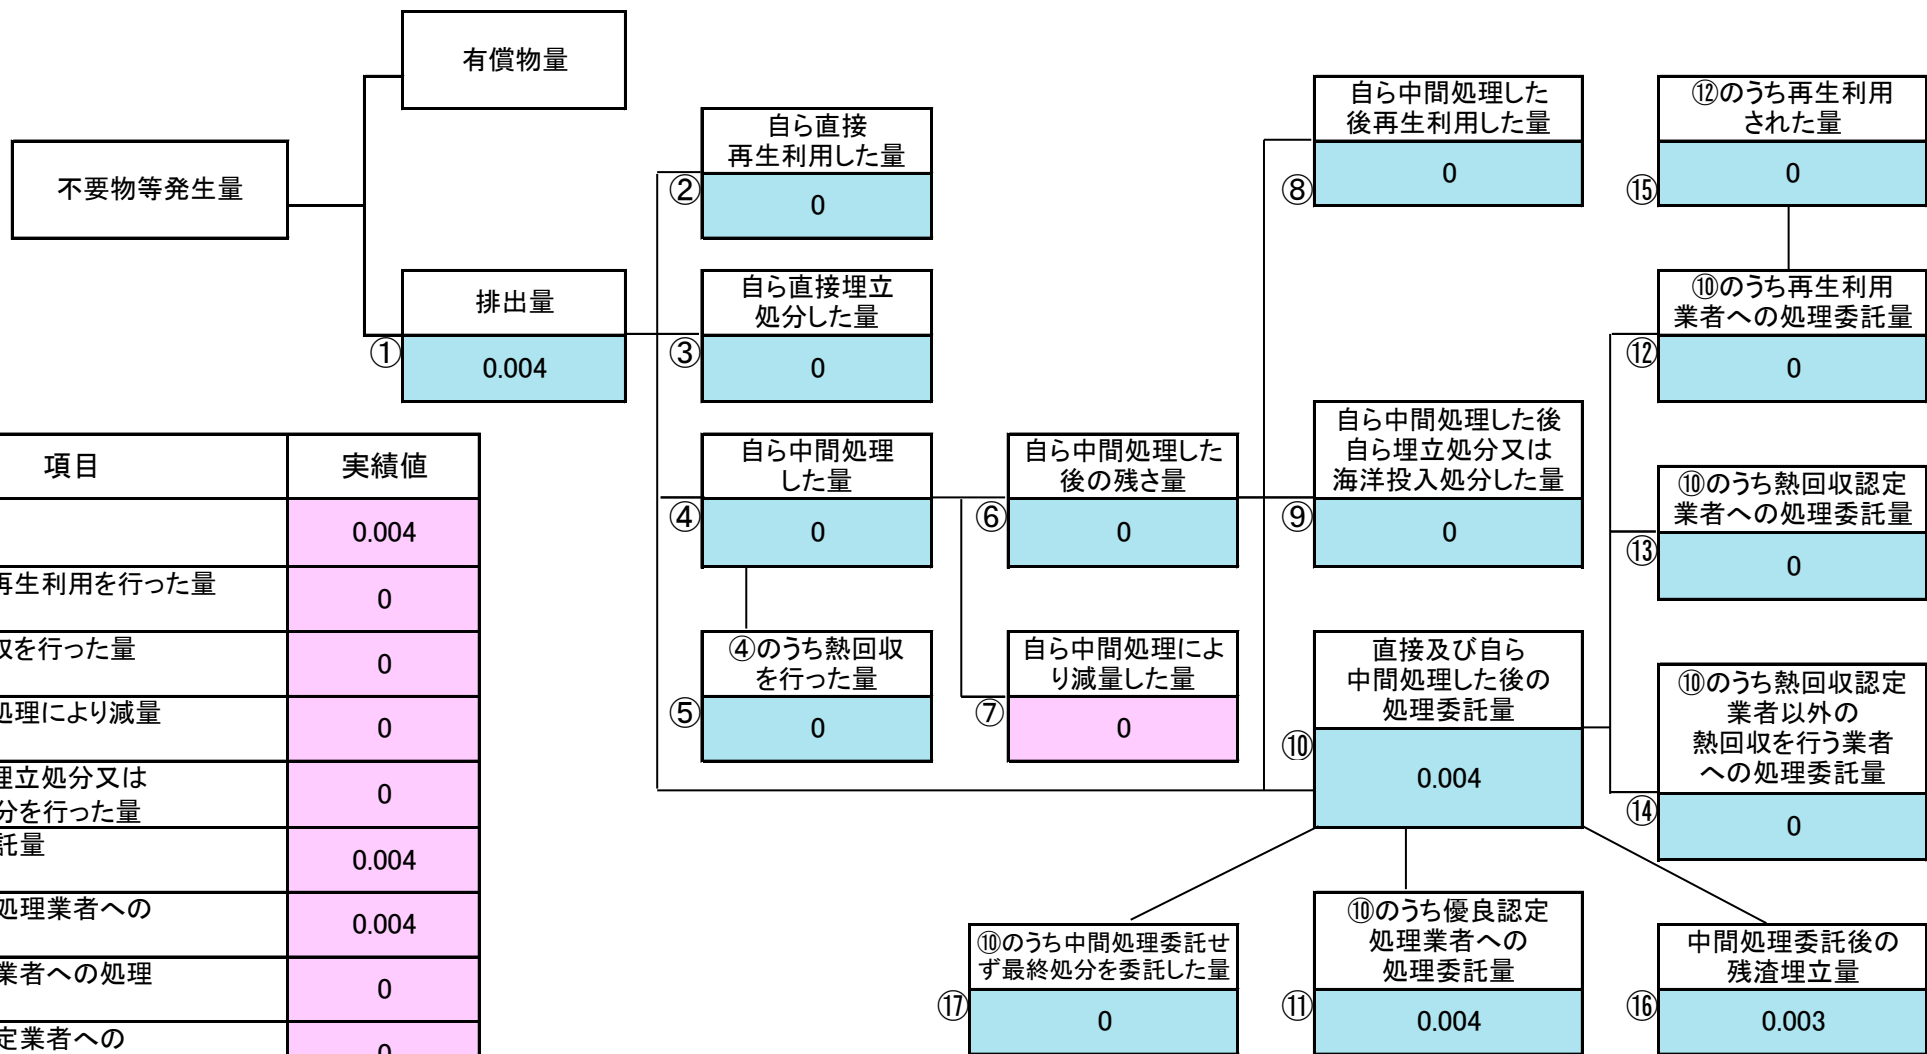 有償物量
不要物等発生量
排出量
①
0.004
自ら直接
再生利用した量
②
0
自ら直接埋立
処分した量
③
0
自ら中間処理
した量
④
0
④のうち熱回収
を行った量
⑤
0
自ら中間処理した
後の残さ量
⑥
0
自ら中間処理によ
り減量した量
⑦
0
自ら中間処理した
後再生利用した量
⑧
0
自ら中間処理した後
自ら埋立処分又は
海洋投入処分した量
⑨
0
直接及び自ら
中間処理した後の
処理委託量
⑩
0.004
⑫のうち再生利用
された量
⑮
0
⑩のうち再生利用
業者への処理委託量
⑫
0
⑩のうち熱回収認定
業者への処理委託量
⑬
0
⑩のうち熱回収認定
業者以外の
熱回収を行う業者
への処理委託量
⑭
0
⑩のうち中間処理委託せ
ず最終処分を委託した量
⑰
0
⑩のうち優良認定
処理業者への
処理委託量
⑪
0.004
中間処理委託後の
残渣埋立量
⑯
0.003
項目 実績値
0.004
再生利用を行った量
0
収を行った量
0
処理により減量
0
埋立処分又は
分を行った量
0
託量
0.004
処理業者への
0.004
業者への処理
0
定業者への
0